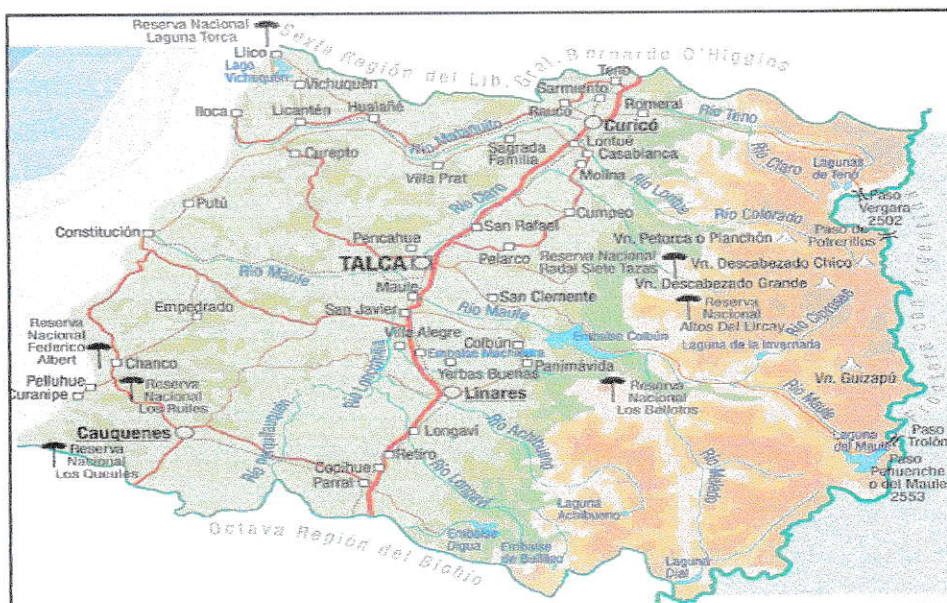 Reserva Nacional
Laguna Torca
Sexta Región del Lib. Gral. Bernardo O'Higgins
Llico
Lago
Vichuquén
Vichuquén
Teno
Sarmiento
Rauco
Romeral
Río Teno
Iloca
Licantén
Hualañé
Río Mataquito
Curicó
Lontué
Sagrada
Familia
Casablanca
Curepto
Villa Prat
Molina
Río Claro
Lagunas
de Teno
Río Claro
Río Lontué
Paso
Vergara
2502
Putú
Cumpeo
Río Colorado
Constitución
San Rafael
Paso de
Potrerillos
Pencahue
Pelarco
Vn. Petorca o Planchón
TALCA
Reserva Nacional
Radal Siete Tazas
Vn. Descabezado Chico
Río Maule
Maule
Vn. Descabezado Grande
San Clemente
Empedrado
San Javier
Río Maule
Reserva
Nacional
Altos Del Lircay
Río Cipreses
Reserva
Nacional
Federico
Albert
Villa Alegre
Colbún
Embalse Colbún
Laguna de la Invernada
Embalse Machicura
Chanco
Yerbas Buenas
Panimávida
Vn. Guizapú
Pelluhue
Curanipe
Reserva
Nacional
Los Ruiles
Río Loncomilla
Linares
Reserva
Nacional
Los Bellotos
Río Maule
Cauquenes
Longaví
Río Achibueno
Laguna
del Maule
Paso
Trolón
Reserva
Nacional
Los Queules
Retiro
Paso
Pehuenche
o del Maule
2553
Copihue
Río Longaví
Río Melado
Parral
Laguna
Achibueno
Octava Región del Biobío
Embalse
Digua
Embalse
de Bullileo
Laguna
Dial